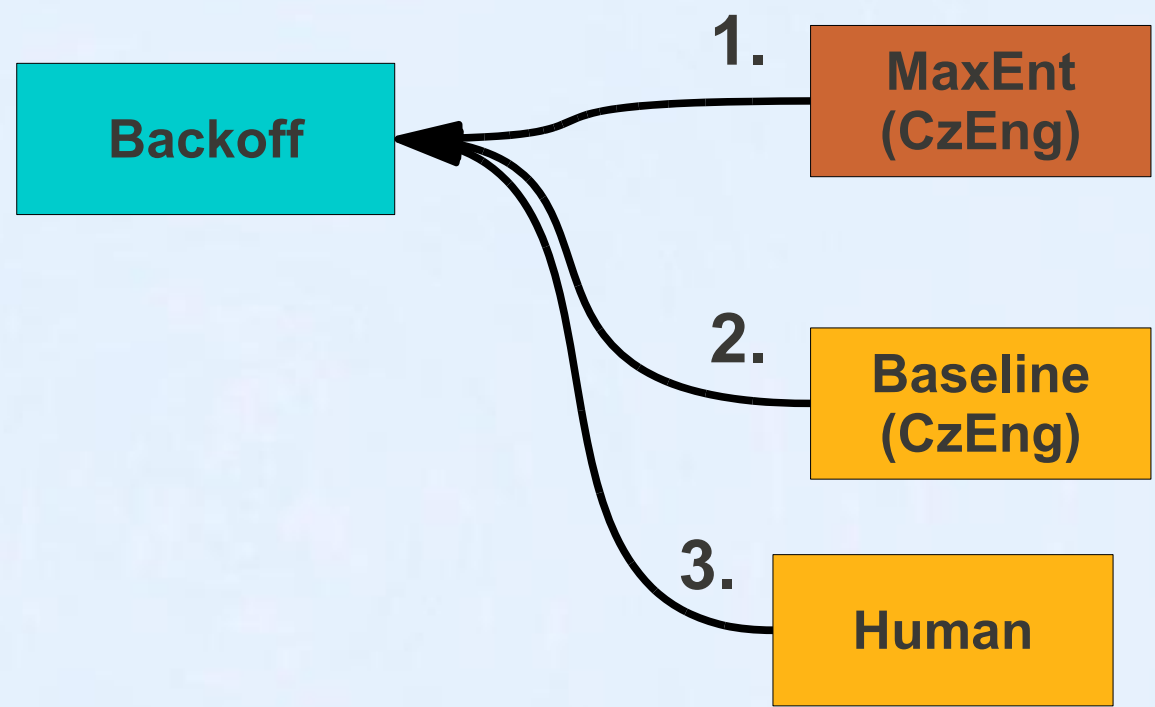 Backoff
1.
MaxEnt
(CzEng)
2.
Baseline
(CzEng)
3.
Human